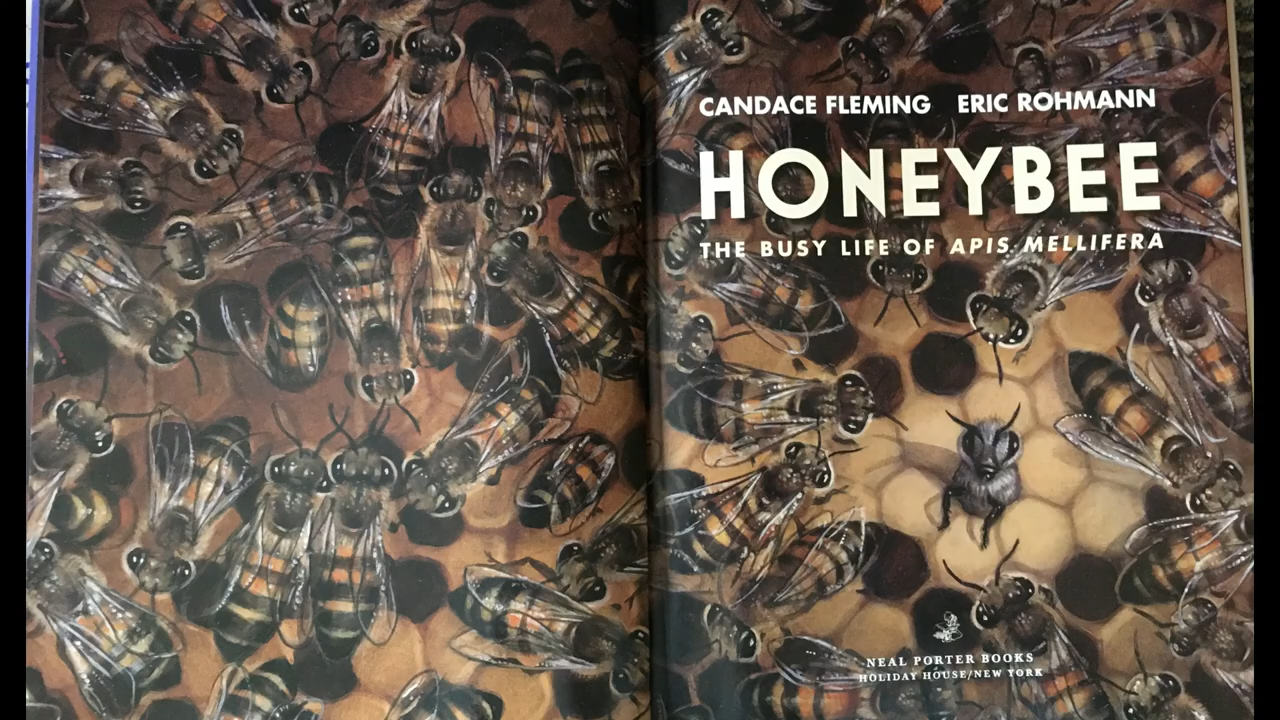 CANDACE FLEMING ERIC ROHMANN
HONEYBEE
THE BUSY LIFE OF APIS MELLIFERA
NEAL PORTER BOOKS
HOLIDAY HOUSE/NEW YORK